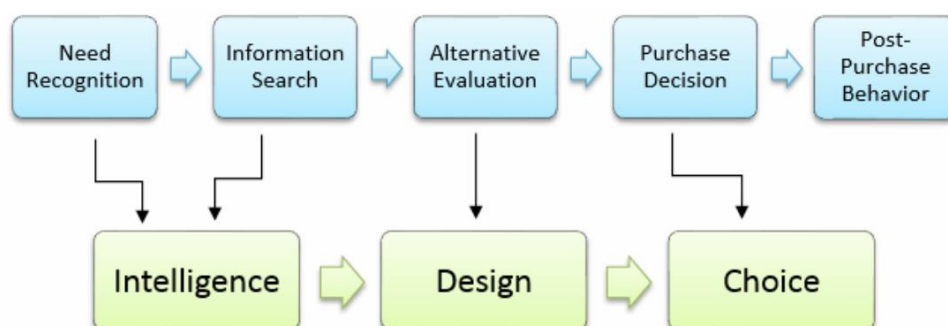 Need
Recognition
Information
Search
Alternative
Evaluation
Purchase
Decision
Post-
Purchase
Behavior
Intelligence
Design
Choice